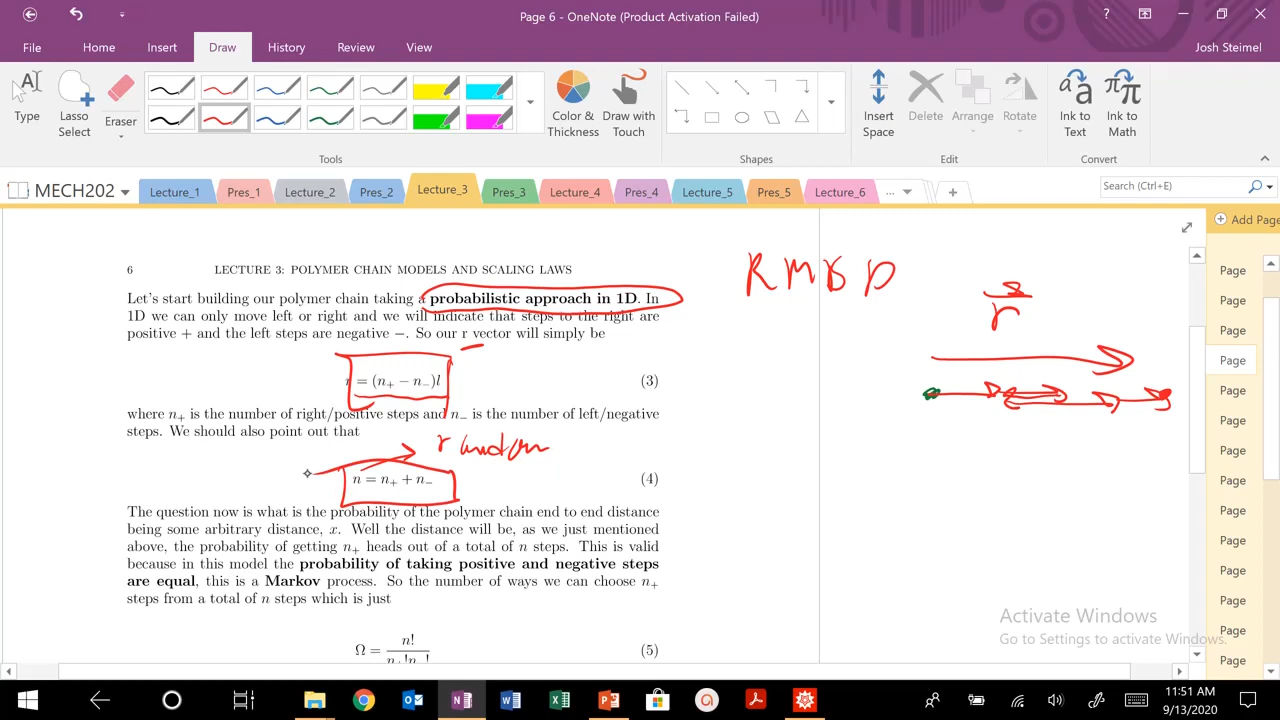 Page 6 - OneNote (Product Activation Failed)
?
File Home Insert Draw History Review View Josh Steimel
Type Lasso Select Eraser Color & Thickness Draw with Touch Insert Space Delete Arrange Rotate Ink to Text Ink to Math
Tools Shapes Edit Convert
MECH202 Lecture_1 Pres_1 Lecture_2 Pres_2 Lecture_3 Pres_3 Lecture_4 Pres_4 Lecture_5 Pres_5 Lecture_6 ... Search (Ctrl+E)
Add Page
6 LECTURE 3: POLYMER CHAIN MODELS AND SCALING LAWS
Let's start building our polymer chain taking a probabilistic approach in 1D. In
1D we can only move left or right and we will indicate that steps to the right are
positive + and the left steps are negative −. So our r vector will simply be
r = (n₊ − n₋)l (3)
where n₊ is the number of right/positive steps and n₋ is the number of left/negative
steps. We should also point out that
random
n = n₊ + n₋ (4)
The question now is what is the probability of the polymer chain end to end distance
being some arbitrary distance, x. Well the distance will be, as we just mentioned
above, the probability of getting n₊ heads out of a total of n steps. This is valid
because in this model the probability of taking positive and negative steps
are equal, this is a Markov process. So the number of ways we can choose n₊
steps from a total of n steps which is just
Ω = n! / n₊!n₋! (5)
r
Page
Page
Page
Page
Page
Page
Page
Page
Page
Page
Page
Page
Page
Page
Activate Windows
Go to Settings to activate Windows.
11:51 AM
9/13/2020